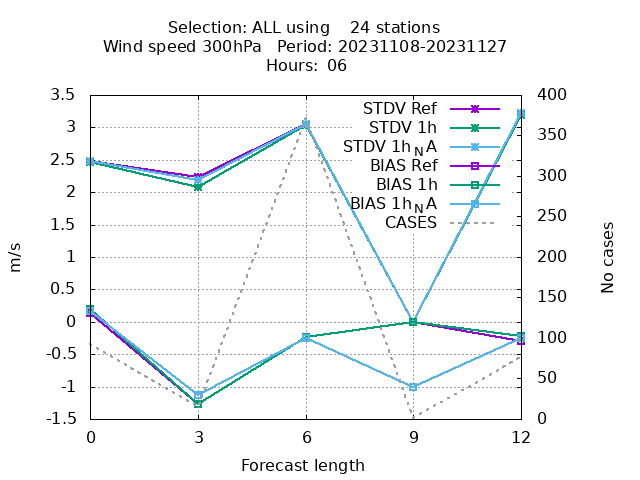 Selection: ALL using    24 stations
Wind speed 300hPa   Period: 20231108-20231127
Hours: 06
3.5
3
2.5
2
1.5
1
0.5
0
-0.5
-1
-1.5
m/s
STDV Ref
STDV 1h
STDV 1h_NA
BIAS Ref
BIAS 1h
BIAS 1h_NA
CASES
400
350
300
250
200
150
100
50
0
No cases
0 3 6 9 12
Forecast length